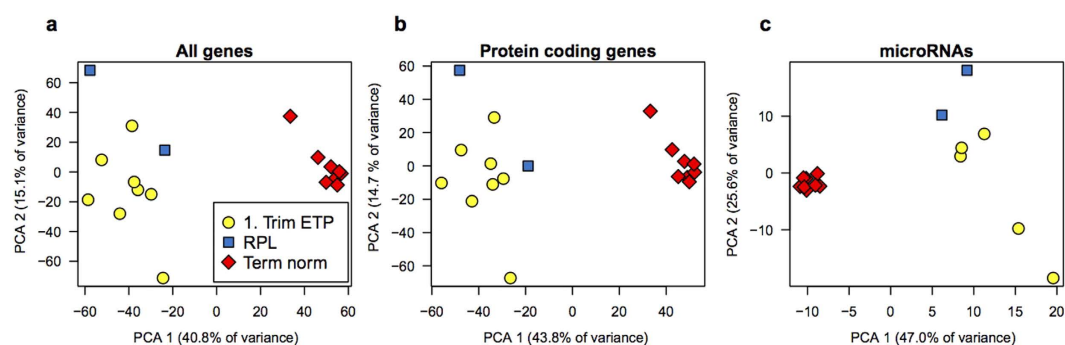 a
All genes
PCA 2 (15.1% of variance)
60
40
20
0
−20
−40
−60
−60 −40 −20 0 20 40 60
PCA 1 (40.8% of variance)
1. Trim ETP
RPL
Term norm
b
Protein coding genes
PCA 2 (14.7 % of variance)
60
40
20
0
−20
−40
−60
−60 −40 −20 0 20 40
PCA 1 (43.8% of variance)
c
microRNAs
PCA 2 (25.6% of variance)
10
0
−10
−10 −5 0 5 10 15 20
PCA 1 (47.0% of variance)